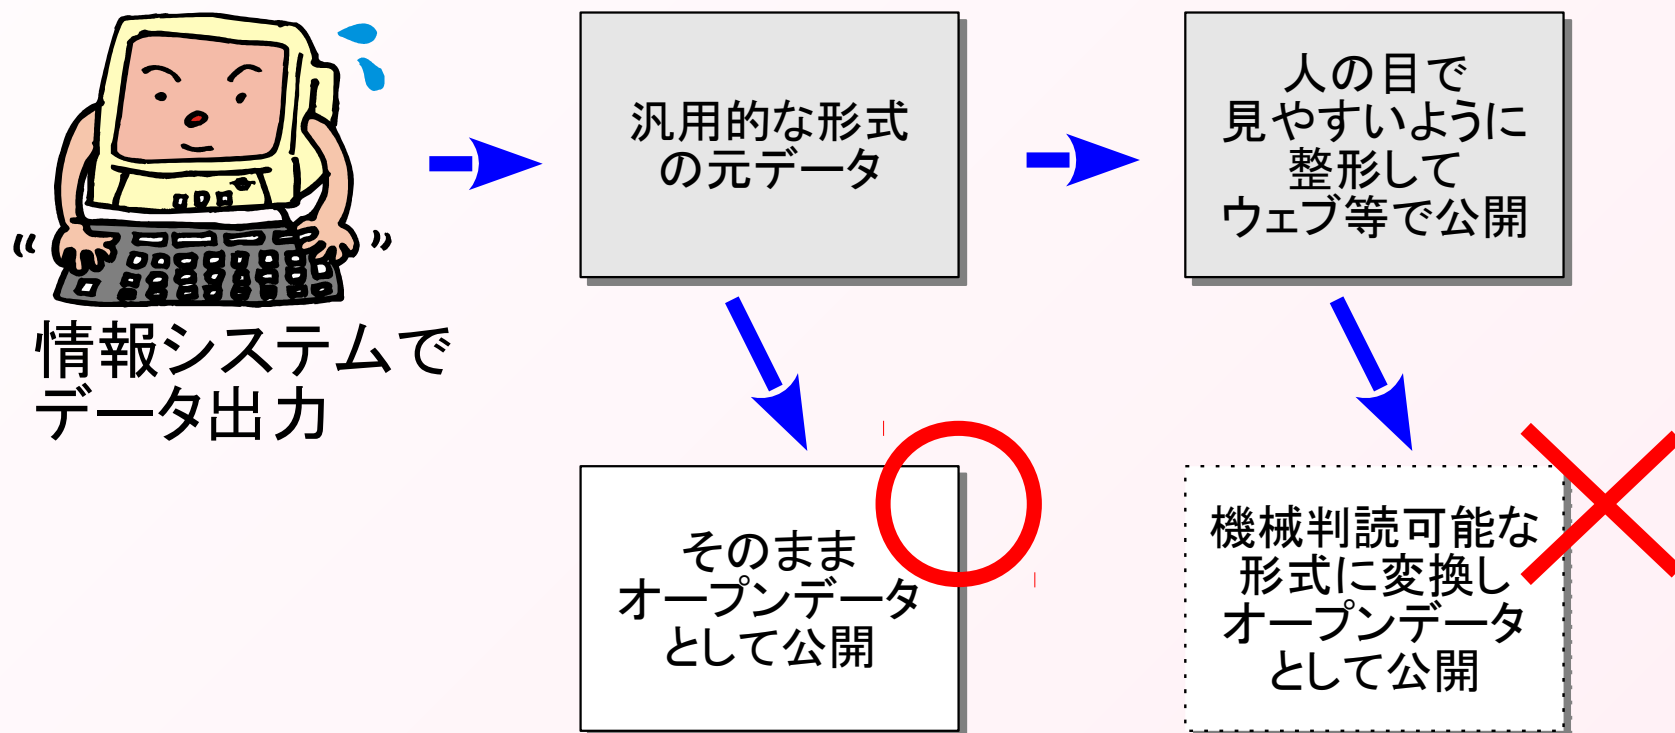 情報システムで
データ出力
汎用的な形式
の元データ
人の目で
見やすいように
整形して
ウェブ等で公開
そのまま
オープンデータ
として公開
機械判読可能な
形式に変換し
オープンデータ
として公開